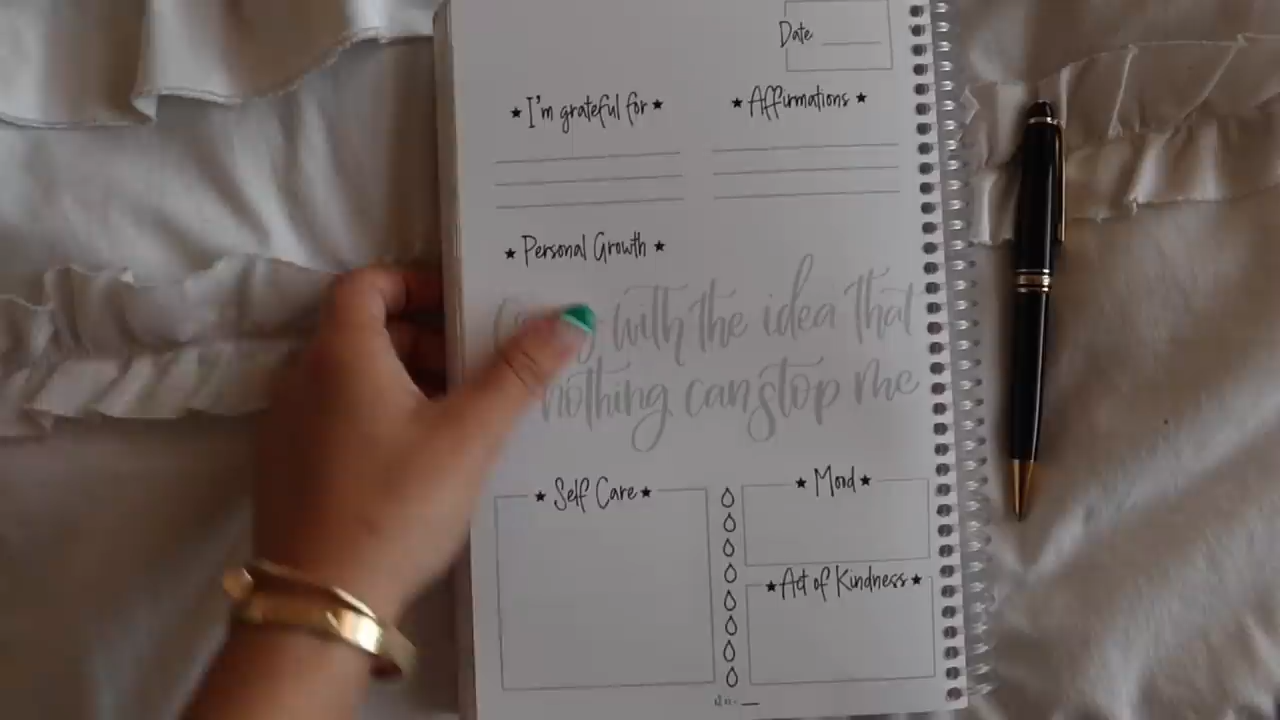 Date
I'm grateful for
Affirmations
Personal Growth
with the idea that
nothing can stop me
Self Care
Mood
Act of Kindness